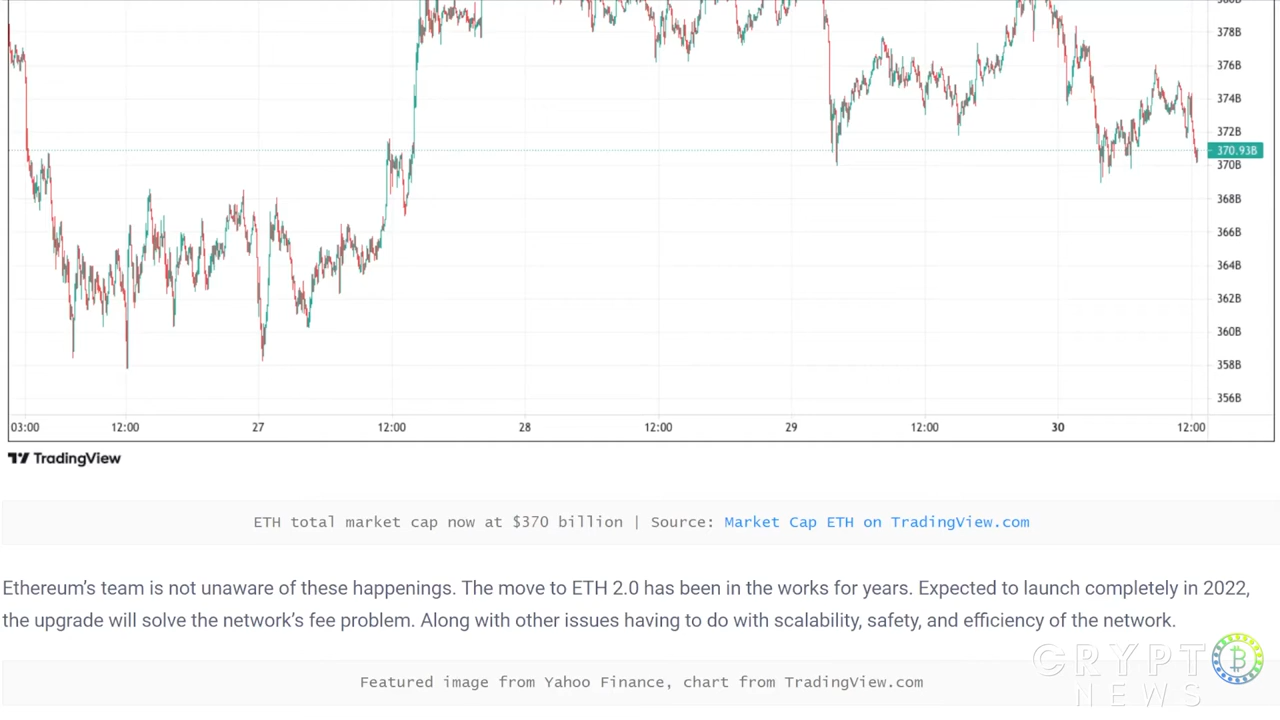 380B
378B
376B
374B
372B
370.93B
370B
368B
366B
364B
362B
360B
358B
356B
03:00 12:00 27 12:00 28 12:00 29 12:00 30 12:00
TradingView
ETH total market cap now at $370 billion | Source: Market Cap ETH on TradingView.com
Ethereum’s team is not unaware of these happenings. The move to ETH 2.0 has been in the works for years. Expected to launch completely in 2022,
the upgrade will solve the network’s fee problem. Along with other issues having to do with scalability, safety, and efficiency of the network.
CRYPT
NEWS
Featured image from Yahoo Finance, chart from TradingView.com